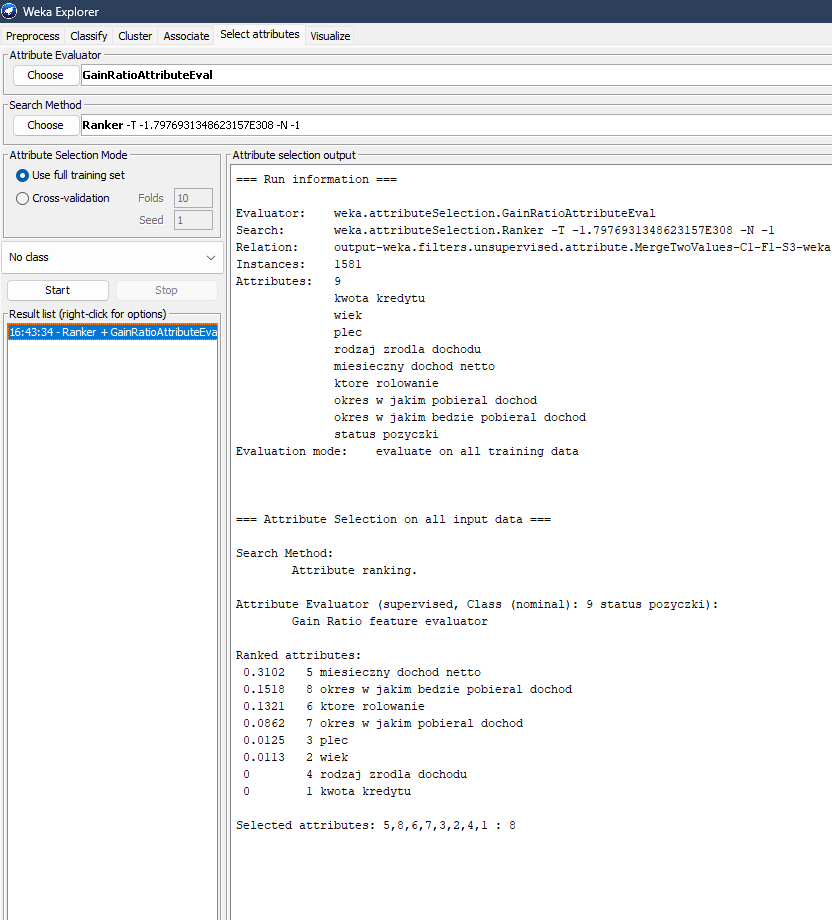 Weka Explorer
Preprocess Classify Cluster Associate Select attributes Visualize
Attribute Evaluator
Choose GainRatioAttributeEval
Search Method
Choose Ranker -T -1.7976931348623157E308 -N -1
Attribute Selection Mode
Use full training set
Cross-validation Folds 10
Seed 1
No class
Start Stop
Result list (right-click for options)
16:43:34 - Ranker + GainRatioAttributeEva
Attribute selection output
=== Run information ===
Evaluator: weka.attributeSelection.GainRatioAttributeEval
Search: weka.attributeSelection.Ranker -T -1.7976931348623157E308 -N -1
Relation: output-weka.filters.unsupervised.attribute.MergeTwoValues-C1-F1-S3-weka
Instances: 1581
Attributes: 9
kwota kredytu
wiek
plec
rodzaj zrodla dochodu
miesieczny dochod netto
ktore rolowanie
okres w jakim pobieral dochod
okres w jakim bedzie pobieral dochod
status pozyczki
Evaluation mode: evaluate on all training data
=== Attribute Selection on all input data ===
Search Method:
Attribute ranking.
Attribute Evaluator (supervised, Class (nominal): 9 status pozyczki):
Gain Ratio feature evaluator
Ranked attributes:
0.3102 5 miesieczny dochod netto
0.1518 8 okres w jakim bedzie pobieral dochod
0.1321 6 ktore rolowanie
0.0862 7 okres w jakim pobieral dochod
0.0125 3 plec
0.0113 2 wiek
0 4 rodzaj zrodla dochodu
0 1 kwota kredytu
Selected attributes: 5,8,6,7,3,2,4,1 : 8